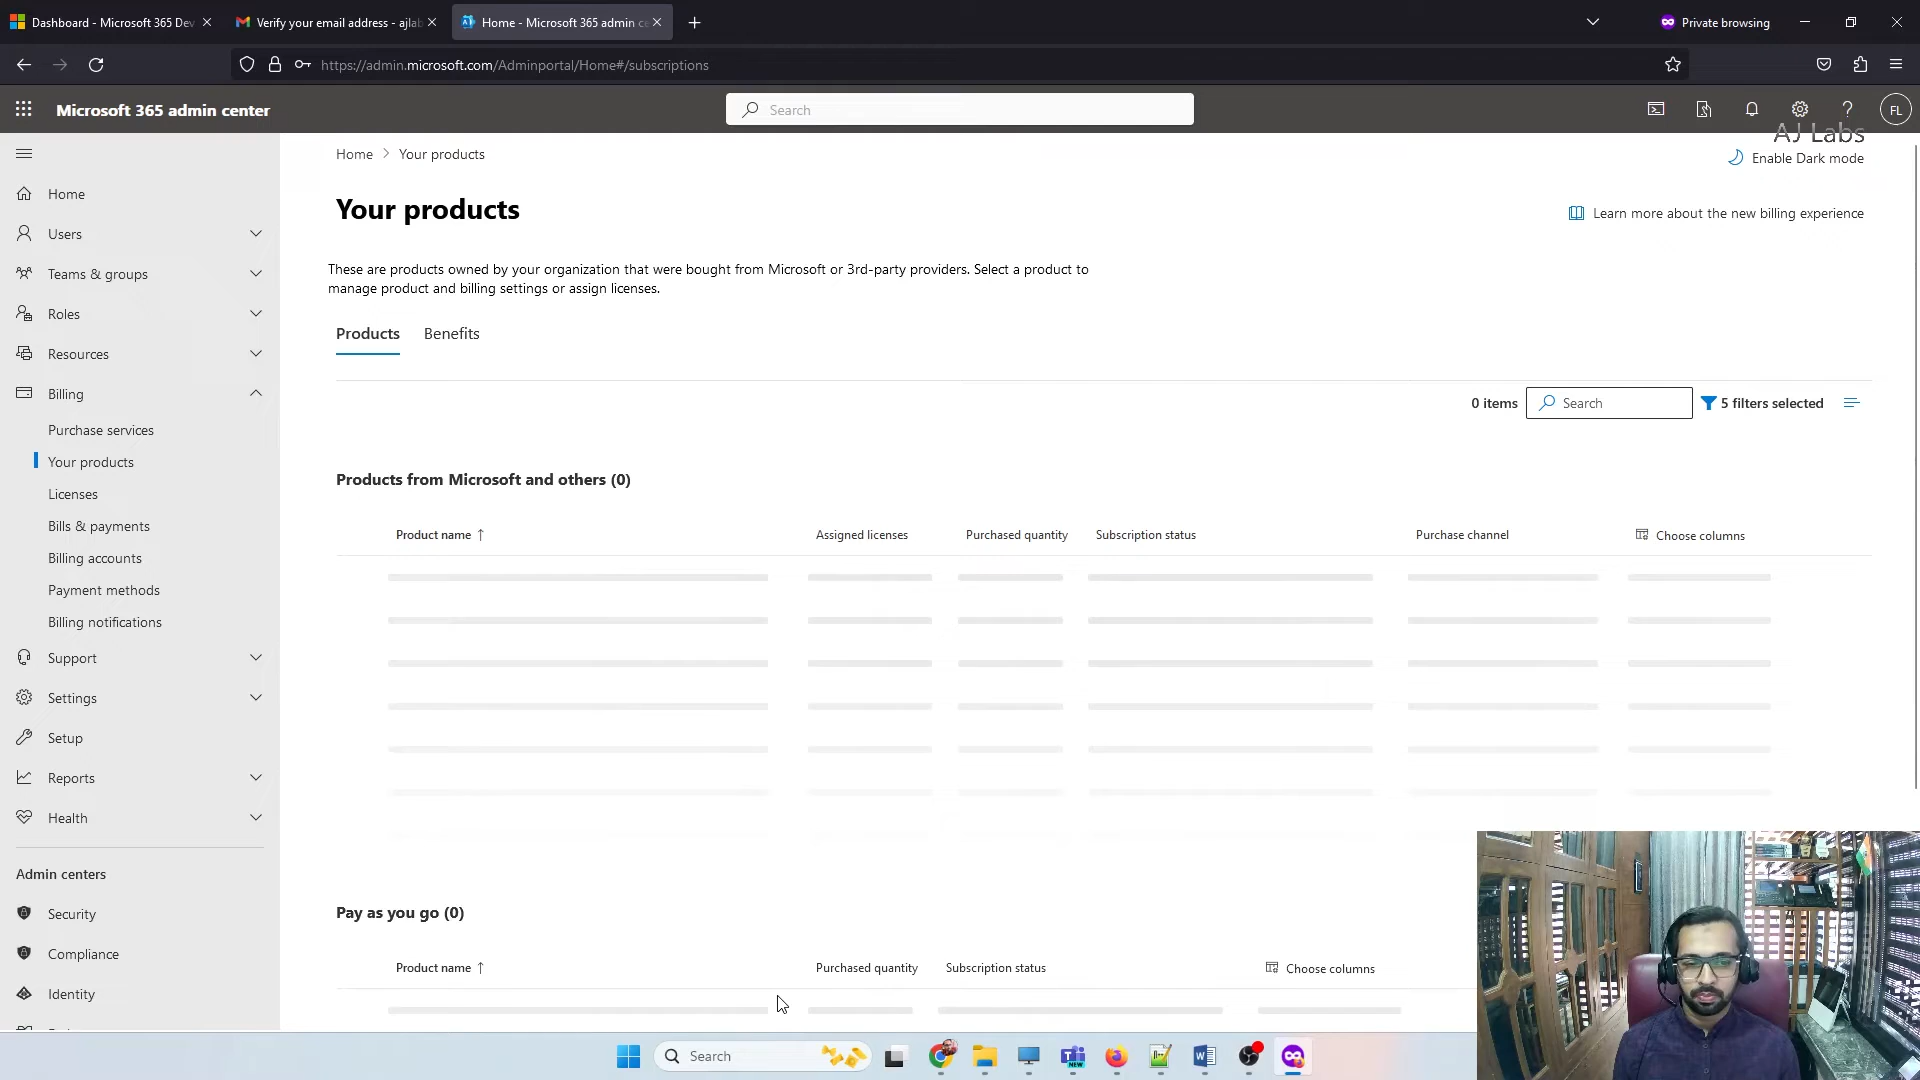 Dashboard - Microsoft 365 Dev
Verify your email address - ajlab
Home - Microsoft 365 admin ce
Private browsing
https://admin.microsoft.com/Adminportal/Home#/subscriptions
Microsoft 365 admin center
Search
FL
AJ Labs
Home > Your products
Enable Dark mode
Your products
Learn more about the new billing experience
These are products owned by your organization that were bought from Microsoft or 3rd-party providers. Select a product to
manage product and billing settings or assign licenses.
Products
Benefits
0 items
Search
5 filters selected
Products from Microsoft and others (0)
Product name ↑
Assigned licenses
Purchased quantity
Subscription status
Purchase channel
Choose columns
Pay as you go (0)
Product name ↑
Purchased quantity
Subscription status
Choose columns
Home
Users
Teams & groups
Roles
Resources
Billing
Purchase services
Your products
Licenses
Bills & payments
Billing accounts
Payment methods
Billing notifications
Support
Settings
Setup
Reports
Health
Admin centers
Security
Compliance
Identity
Search
NEW